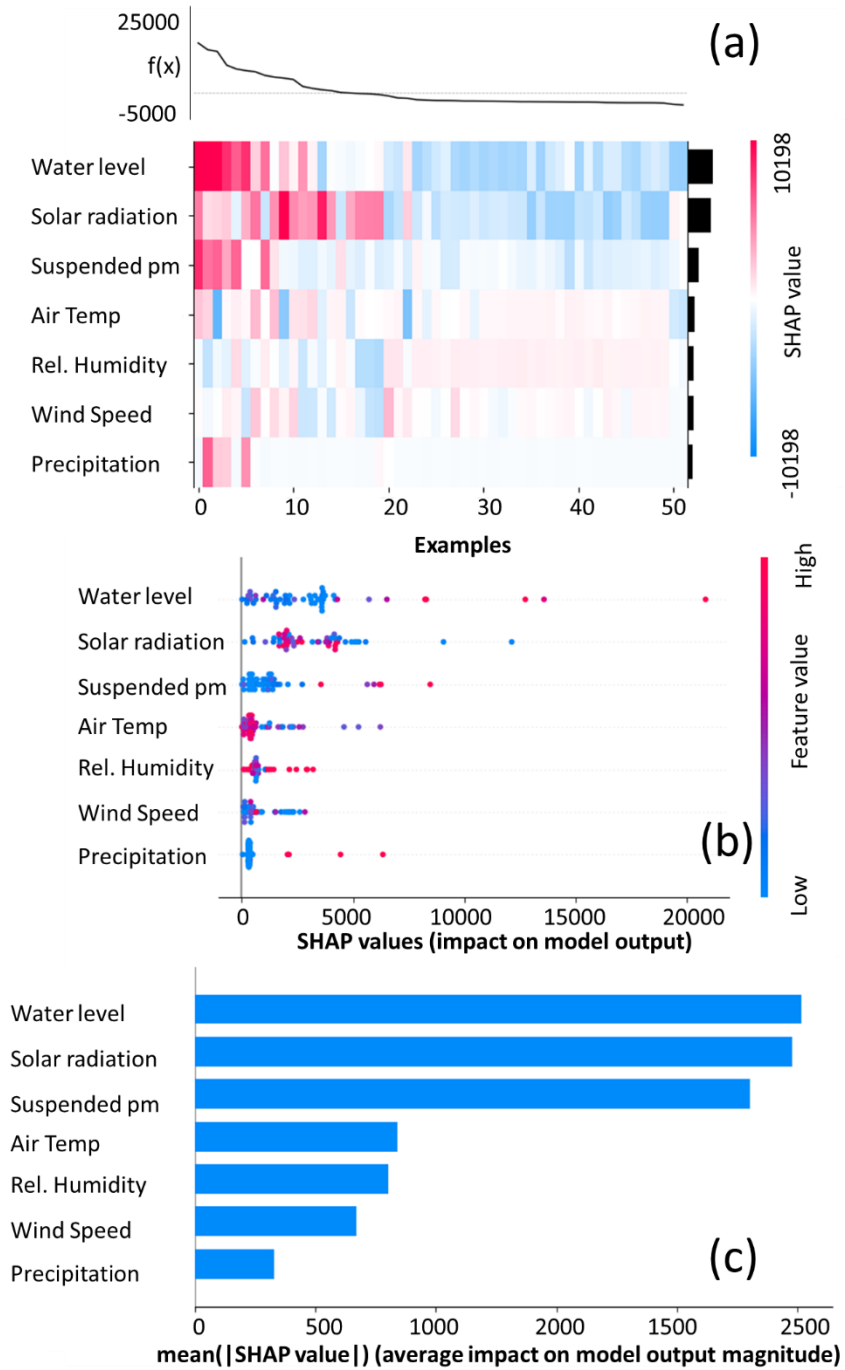 25000
f(x)
-5000
(a)
Water level
Solar radiation
Suspended pm
Air Temp
Rel. Humidity
Wind Speed
Precipitation
0 10 20 30 40 50
Examples
10198
SHAP value
-10198
Water level
Solar radiation
Suspended pm
Air Temp
Rel. Humidity
Wind Speed
Precipitation
(b)
0 5000 10000 15000 20000
SHAP values (impact on model output)
High
Feature value
Low
Water level
Solar radiation
Suspended pm
Air Temp
Rel. Humidity
Wind Speed
Precipitation
(c)
0 500 1000 2000 1500 2500
mean(|SHAP value|) (average impact on model output magnitude)